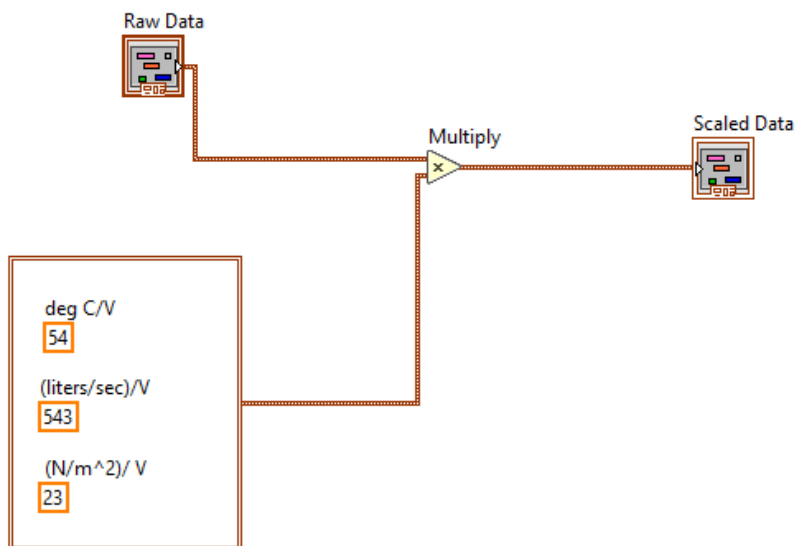 Raw Data
Multiply
Scaled Data
x
deg C/V
54
(liters/sec)/V
543
(N/m^2)/ V
23